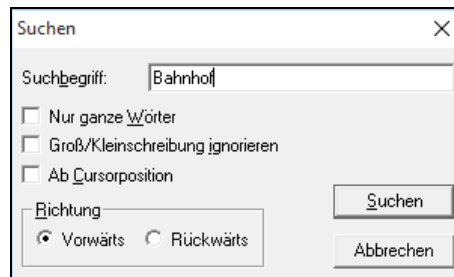 Suchen
Suchbegriff: Bahnhof
Nur ganze Wörter
Groß/Kleinschreibung ignorieren
Ab Cursorposition
Richtung
Vorwärts Rückwärts
Suchen
Abbrechen